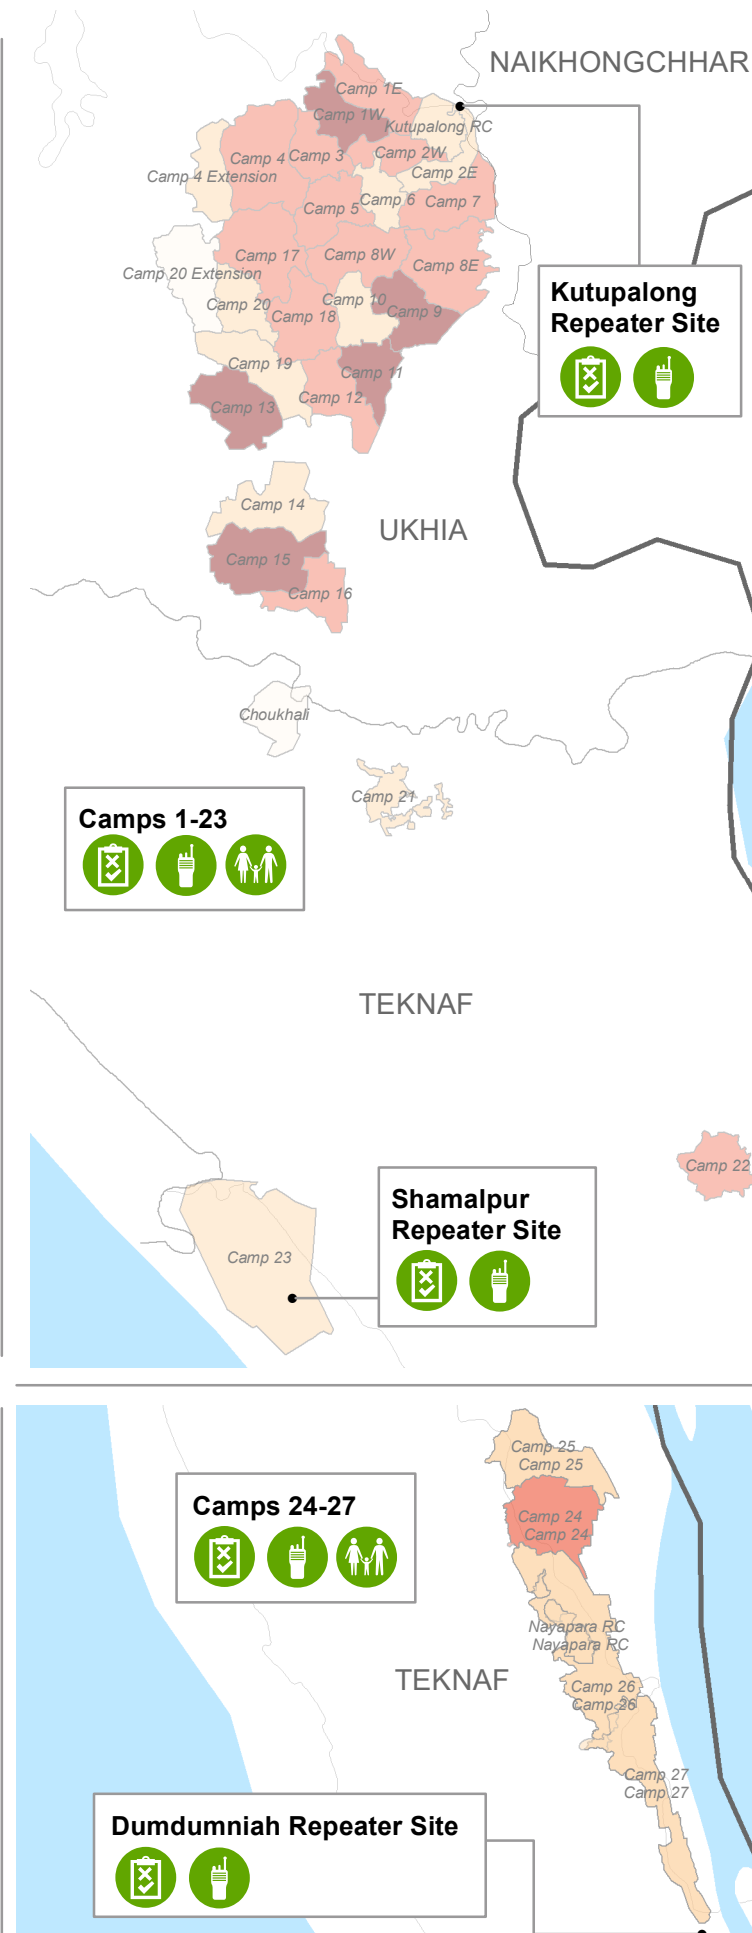 NAIKHONGCHHAR
Camp 1E
Camp 1W
Kutupalong RC
Camp 4
Camp 3
Camp 2W
Camp 4 Extension
Camp 2E
Camp 5
Camp 6
Camp 7
Camp 17
Camp 8W
Camp 8E
Camp 20 Extension
Camp 20
Camp 10
Camp 18
Camp 9
Kutupalong
Repeater Site
Camp 19
Camp 11
Camp 12
Camp 13
Camp 14
UKHIA
Camp 15
Camp 16
Choukhali
Camp 21
Camps 1-23
TEKNAF
Camp 22
Shamalpur
Repeater Site
Camp 23
Camp 25
Camp 25
Camps 24-27
Camp 24
Camp 24
Nayapara RC
Nayapara RC
TEKNAF
Camp 26
Camp 26
Camp 27
Camp 27
Dumdumniah Repeater Site